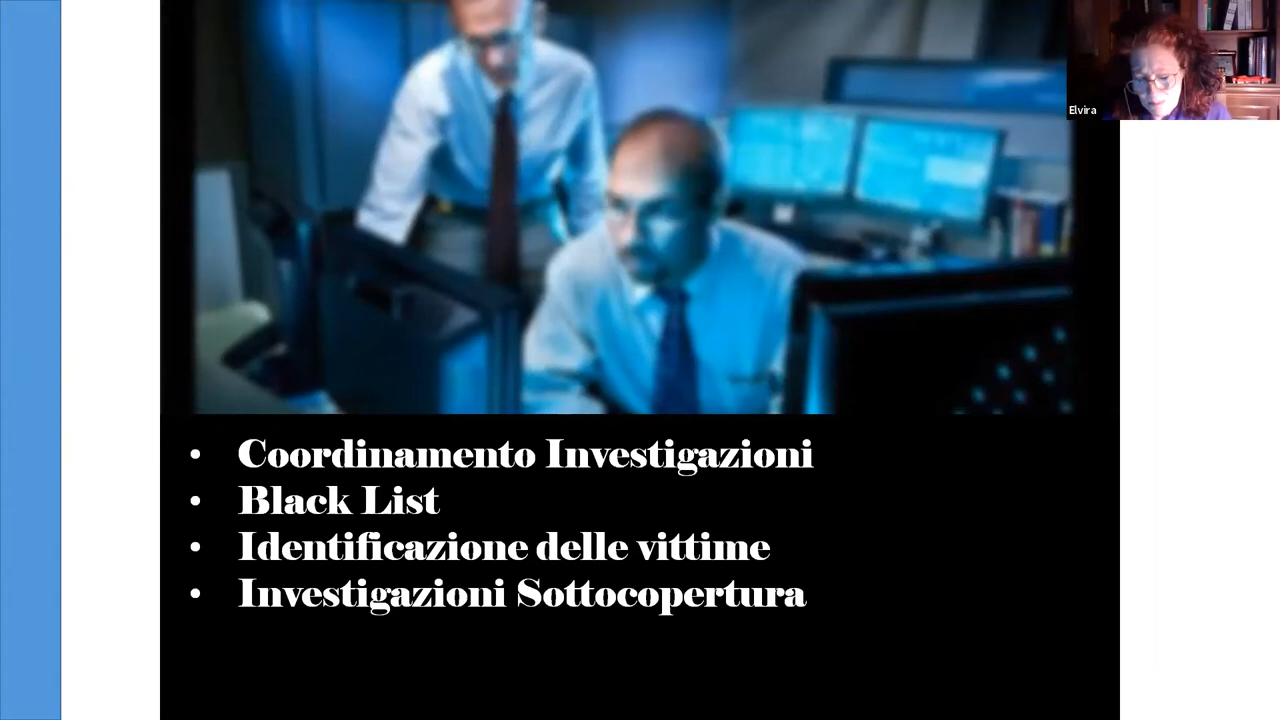 Elvira
• Coordinamento Investigazioni
• Black List
• Identificazione delle vittime
• Investigazioni Sottocopertura